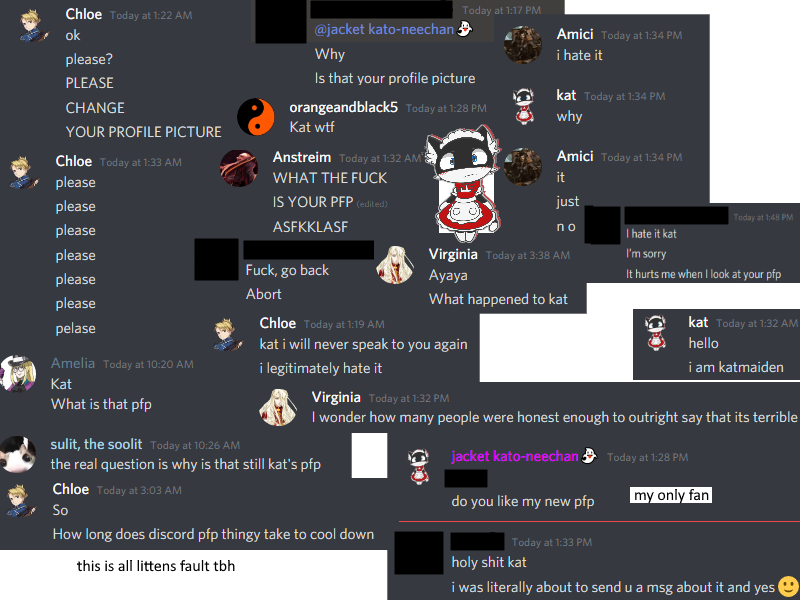 Chloe Today at 1:22 AM
ok
please?
PLEASE
CHANGE
YOUR PROFILE PICTURE
Today at 1:17 PM
@jacket kato-neechan
Why
Is that your profile picture
Amici Today at 1:34 PM
i hate it
kat Today at 1:34 PM
why
Amici Today at 1:34 PM
it
just
n o
orangeandblack5 Today at 1:28 PM
Kat wtf
Chloe Today at 1:33 AM
please
please
please
please
please
please
pelase
Anstreim Today at 1:32 AM
WHAT THE FUCK
IS YOUR PFP (edited)
ASFKKLASF
Today at 1:48 PM
I hate it kat
I'm sorry
It hurts me when I look at your pfp
Fuck, go back
Abort
Virginia Today at 3:38 AM
Ayaya
What happened to kat
Chloe Today at 1:19 AM
kat i will never speak to you again
i legitimately hate it
kat Today at 1:32 AM
hello
i am katmaiden
Amelia Today at 10:20 AM
Kat
What is that pfp
Virginia Today at 1:32 PM
I wonder how many people were honest enough to outright say that its terrible
sulit, the soolit Today at 10:26 AM
the real question is why is that still kat's pfp
jacket kato-neechan Today at 1:28 PM
do you like my new pfp
my only fan
Chloe Today at 3:03 AM
So
How long does discord pfp thingy take to cool down
Today at 1:33 PM
holy shit kat
i was literally about to send u a msg about it and yes
this is all littens fault tbh